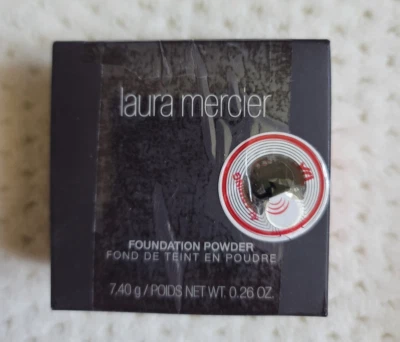 laura mercier
FOUNDATION POWDER
FOND DE TEINT EN POUDRE
7.40 g / POIDS NET WT. 0.26 OZ.